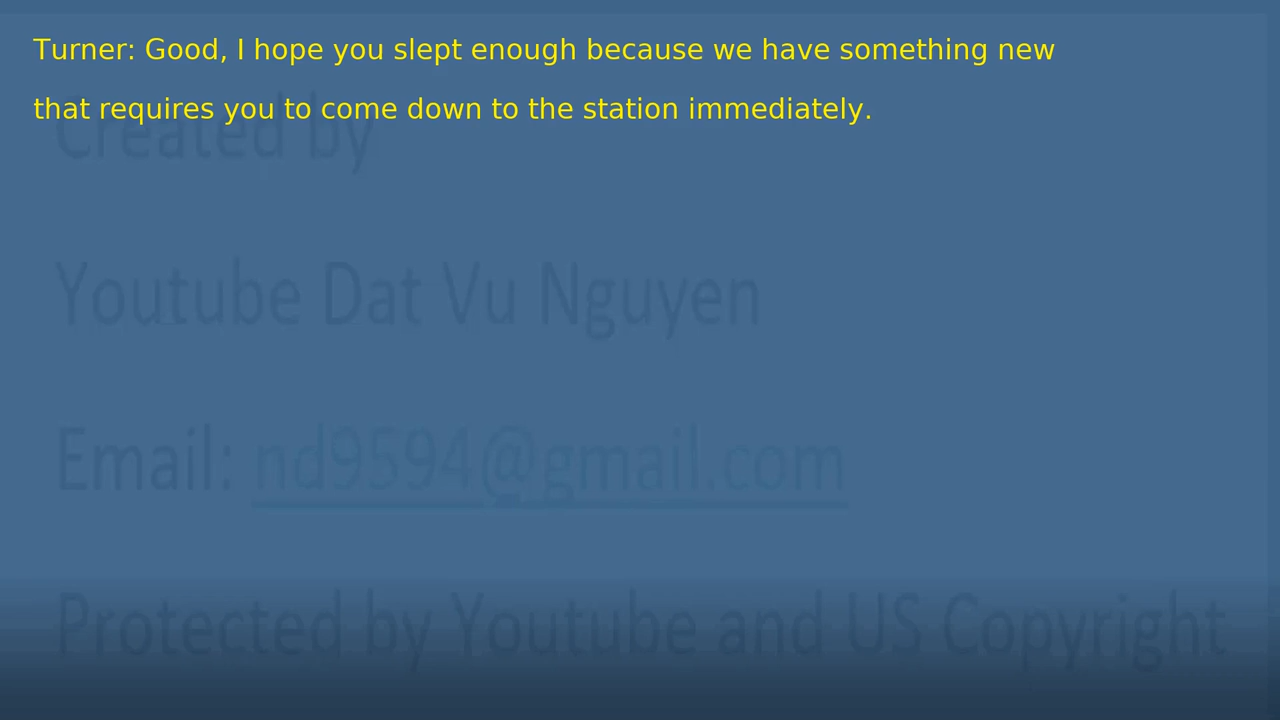 Turner: Good, I hope you slept enough because we have something new
that requires you to come down to the station immediately.
Created by
Youtube Dat Vu Nguyen
Email: nd9594@gmail.com
Protected by Youtube and US Copyright